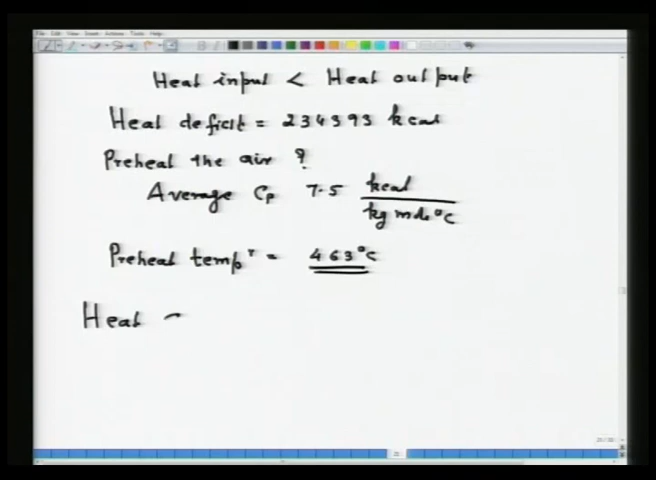 Heat input < Heat output
Heat deficit = 234393 kcal
Preheat the air ?
Average Cp 7.5 kcal
kg mole °C
Preheat tempr = 463°C
Heat